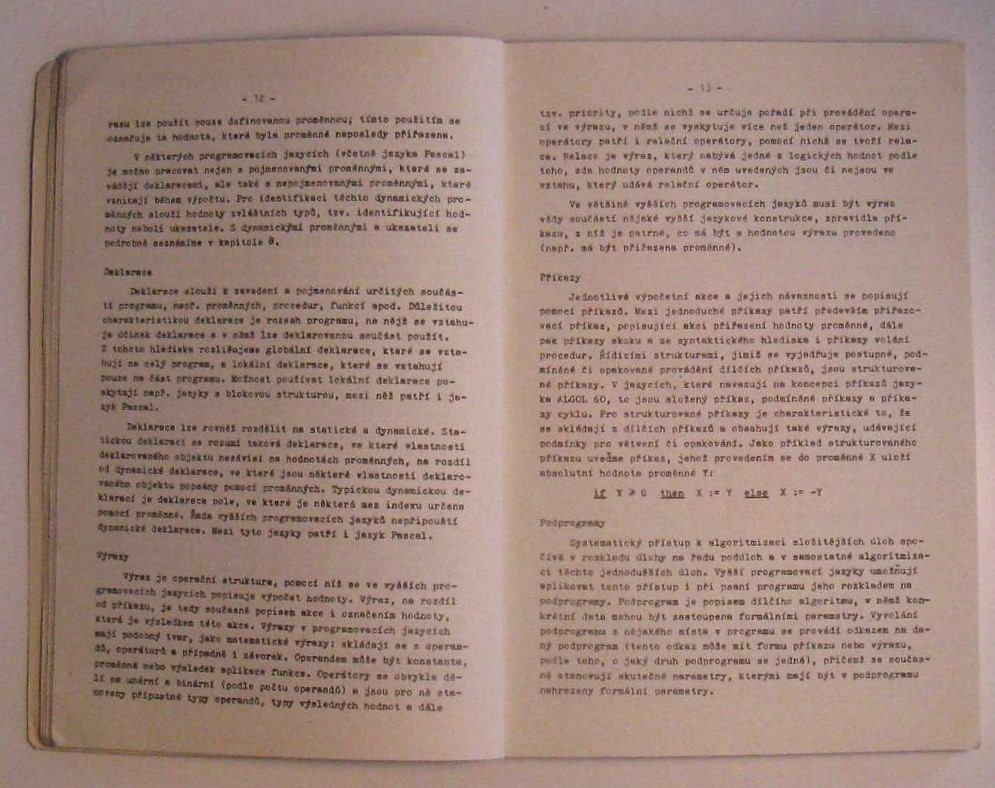 - 12 -
razu lze použít pouze definovanou proměnnou; tímto použitím se
označuje ta hodnota, která byla proměnné naposledy přiřazena.
V některých programovacích jazycích (včetně jazyka Pascal)
je možno pracovat nejen s pojmenovanými proměnnými, které se za-
vádějí deklaracemi, ale také s nepojmenovanými proměnnými, které
vznikají během výpočtu. Pro identifikaci těchto dynamických pro-
měnných slouží hodnoty zvláštních typů, tzv. identifikující hod-
noty neboli ukazatele. S dynamickými proměnnými a ukazateli se
podrobně seznámíme v kapitole 8.
Deklarace
Deklarace slouží k zavedení a pojmenování určitých součás-
tí programu, např. proměnných, procedur, funkcí apod. Důležitou
charakteristikou deklarace je rozsah programu, na nějž se vztahu-
je účinek deklarace a v němž lze deklarovanou součást použít.
Z tohoto hlediska rozlišujeme globální deklarace, které se vzta-
hují na celý program, a lokální deklarace, které se vztahují
pouze na část programu. Možnost používat lokální deklarace po-
skytují např. jazyky s blokovou strukturou, mezi něž patří i ja-
zyk Pascal.
Deklarace lze rovněž rozdělit na statické a dynamické. Sta-
tickou deklarací se rozumí taková deklarace, ve které vlastnosti
deklarovaného objektu nezávisí na hodnotách proměnných, na rozdíl
od dynamické deklarace, ve které jsou některé vlastnosti deklaro-
vaného objektu popsány pomocí proměnných. Typickou dynamickou de-
klarací je deklarace pole, ve které je některá mez indexu určena
pomocí proměnné. Řada vyšších programovacích jazyků nepřipouští
dynamické deklarace. Mezi tyto jazyky patří i jazyk Pascal.
Výrazy
Výraz je operační struktura, pomocí níž se ve vyšších pro-
gramovacích jazycích popisuje výpočet hodnoty. Výraz, na rozdíl
od příkazu, je tedy současně popisem akce i označením hodnoty,
která je výsledkem této akce. Výrazy v programovacích jazycích
mají podobný tvar, jako matematické výrazy: skládají se z operan-
dů, operátorů a případně i závorek. Operandem může být konstanta,
proměnná nebo výsledek aplikace funkce. Operátory se obvykle dě-
lí na unární a binární (podle počtu operandů) a jsou pro ně sta-
noveny přípustné typy operandů, typy výsledných hodnot a dále
- 13 -
tzv. priority, podle nichž se určuje pořadí při provádění opera-
cí ve výrazu, v němž se vyskytuje více než jeden operátor. Mezi
operátory patří i relační operátory, pomocí nichž se tvoří rela-
ce. Relace je výraz, který nabývá jedné z logických hodnot podle
toho, zda hodnoty operandů v něm uvedených jsou či nejsou ve
vztahu, který udává relační operátor.
Ve většině vyšších programovacích jazyků musí být výraz
vždy součástí nějaké vyšší jazykové konstrukce, zpravidla pří-
kazu, z níž je patrné, co má být s hodnotou výrazu provedeno
(např. má být přiřazena proměnné).
Příkazy
Jednotlivé výpočetní akce a jejich návaznosti se popisují
pomocí příkazů. Mezi jednoduché příkazy patří především přiřazo-
vací příkaz, popisující akci přiřazení hodnoty proměnné, dále
pak příkazy skoku a ze syntaktického hlediska i příkazy volání
procedur. Řídicími strukturami, jimiž se vyjadřuje postupné, pod-
míněné či opakované provádění dílčích příkazů, jsou strukturova-
né příkazy. V jazycích, které navazují na koncepci příkazů jazy-
ka ALGOL 60, to jsou složený příkaz, podmíněné příkazy a příka-
zy cyklu. Pro strukturované příkazy je charakteristické to, že
se skládají z dílčích příkazů a obsahují také výrazy, udávající
podmínky pro větvení či opakování. Jako příklad strukturovaného
příkazu uveďme příkaz, jehož provedením se do proměnné X uloží
absolutní hodnota proměnné Y:
if Y ≥ 0 then X := Y else X := -Y
Podprogramy
Systematický přístup k algoritmizaci složitějších úloh spo-
čívá v rozkladu úlohy na řadu podúloh a v samostatné algoritmiza-
ci těchto jednodušších úloh. Vyšší programovací jazyky umožňují
aplikovat tento přístup i při psaní programu jeho rozkladem na
podprogramy. Podprogram je popisem dílčího algoritmu, v němž kon-
krétní data mohou být zastoupena formálními parametry. Vyvolání
podprogramu z nějakého místa v programu se provádí odkazem na da-
ný podprogram (tento odkaz může mít formu příkazu nebo výrazu,
podle toho, o jaký druh podprogramu se jedná), přičemž se součas-
ně stanovují skutečné parametry, kterými mají být v podprogramu
nahrazeny formální parametry.